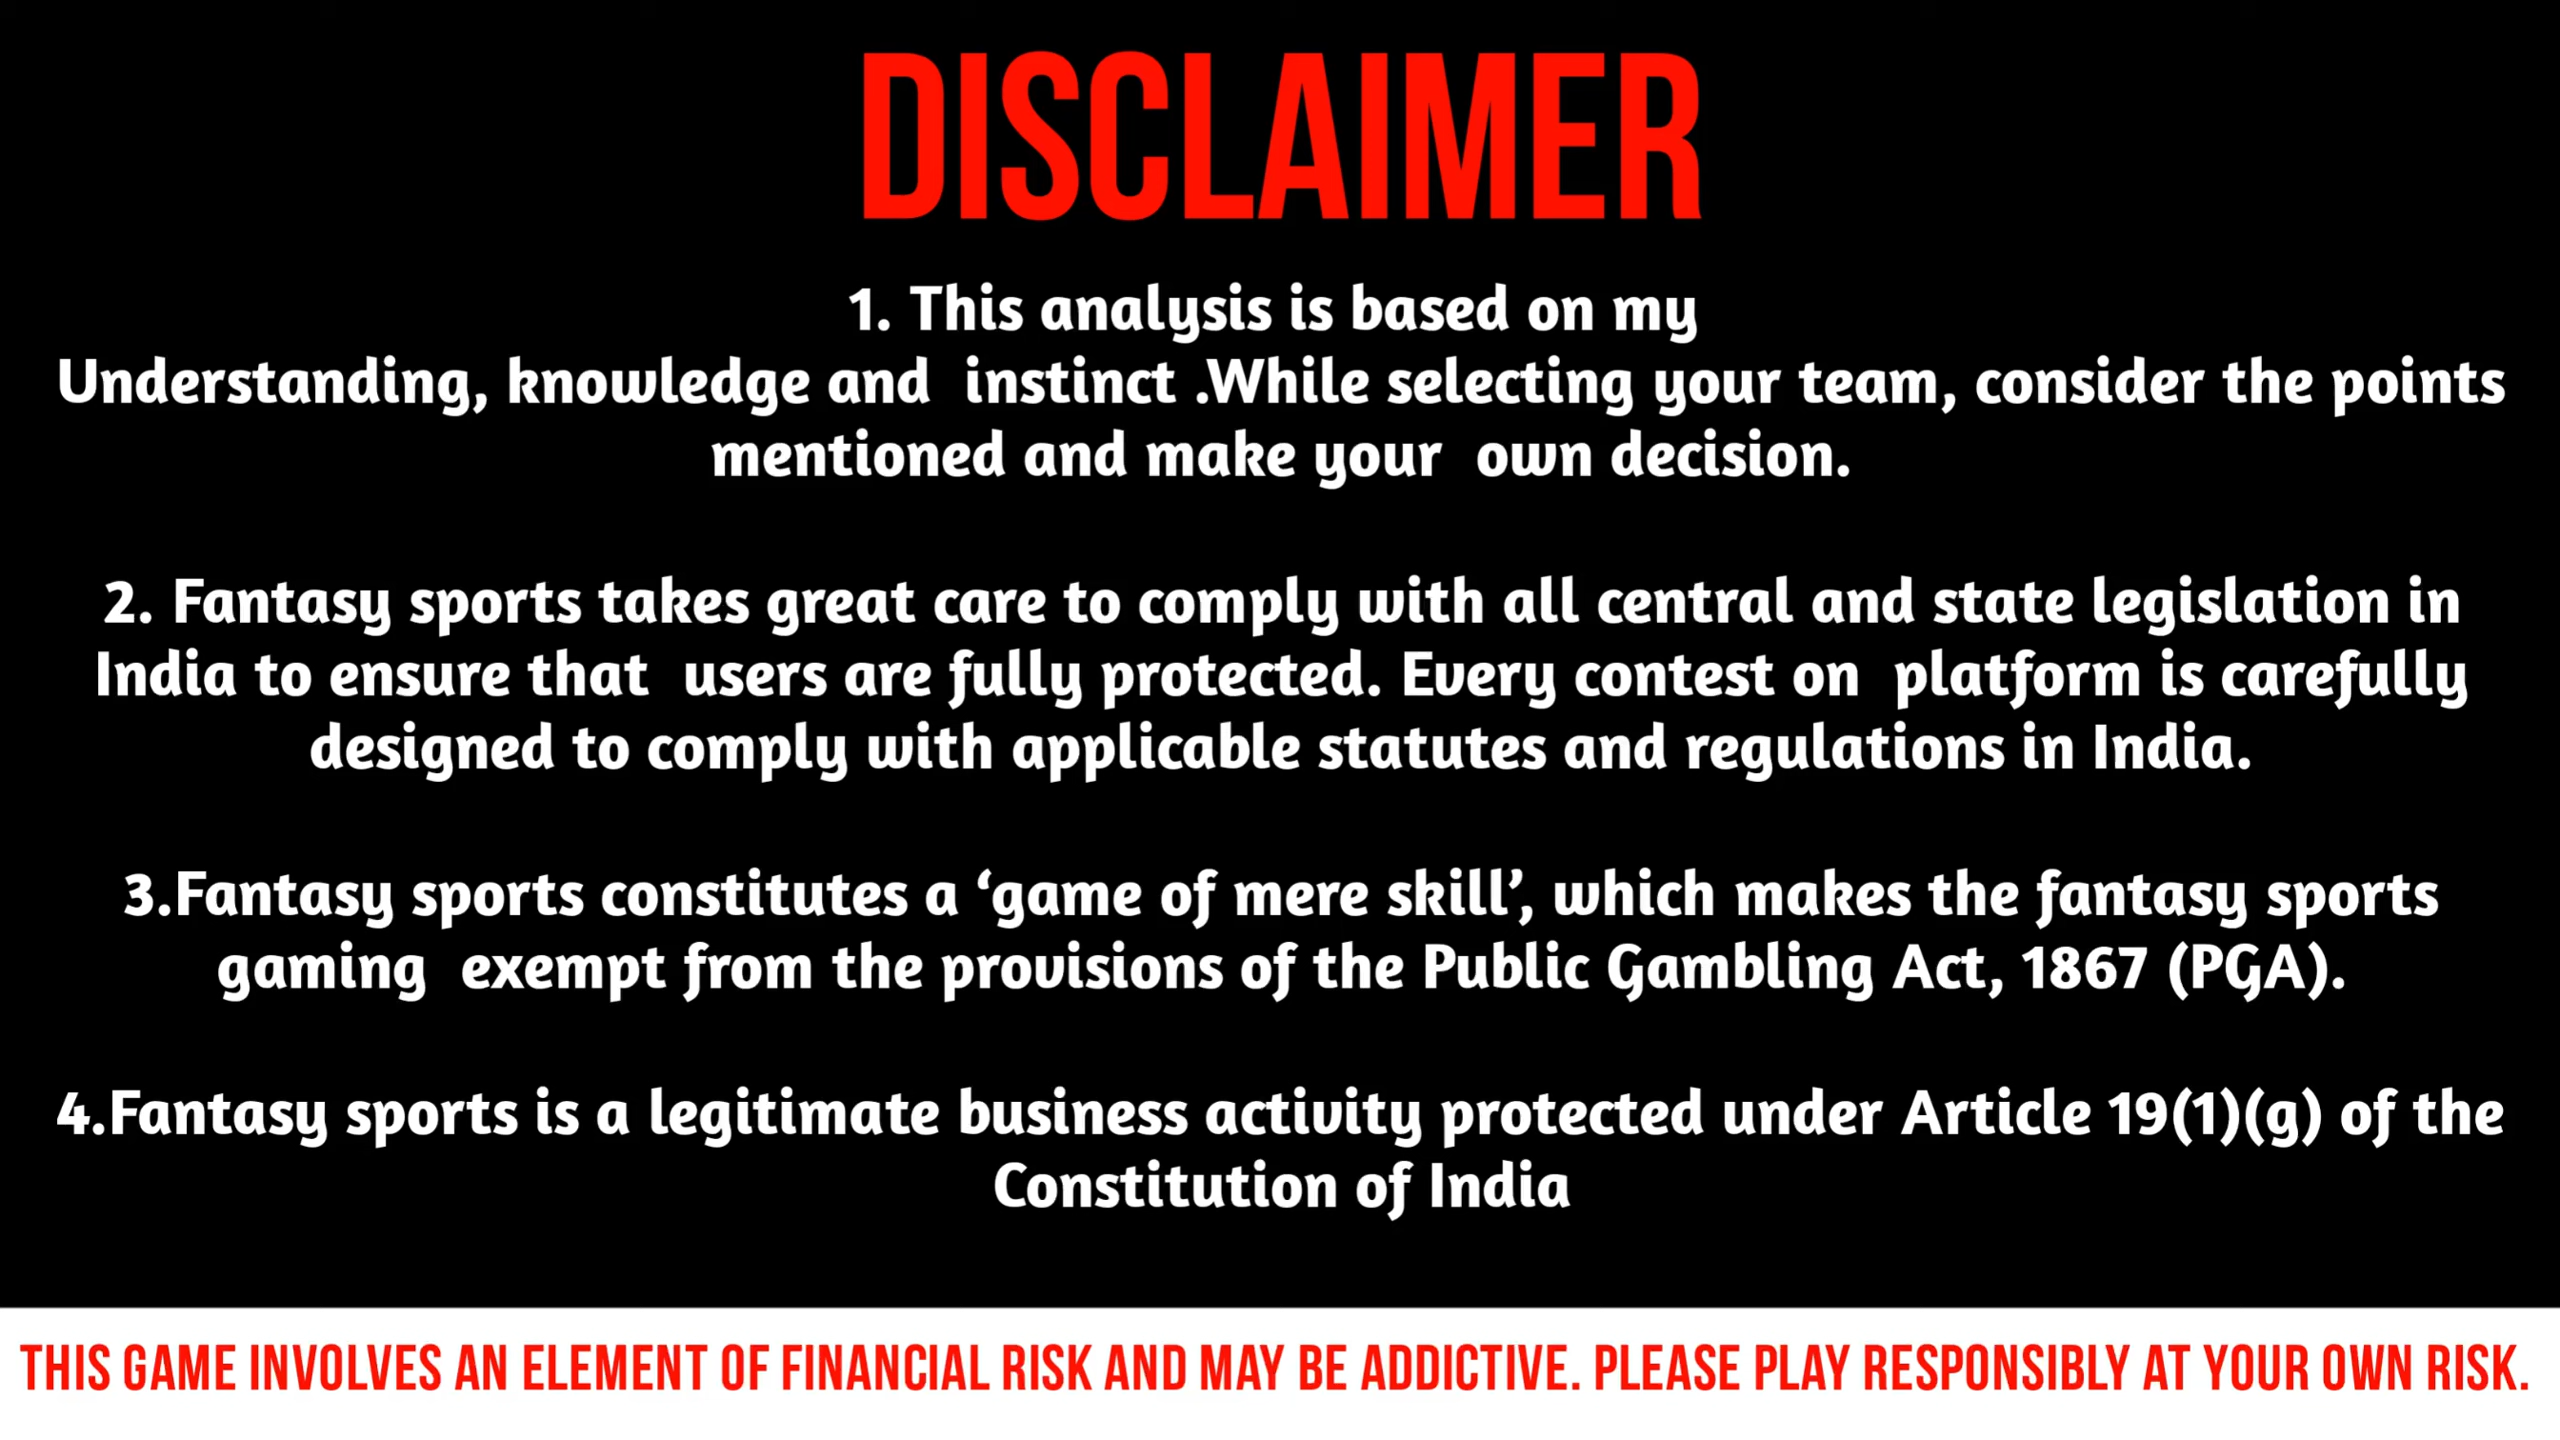 DISCLAIMER
1. This analysis is based on my
Understanding, knowledge and  instinct .While selecting your team, consider the points
mentioned and make your  own decision.
2. Fantasy sports takes great care to comply with all central and state legislation in
India to ensure that  users are fully protected. Every contest on  platform is carefully
designed to comply with applicable statutes and regulations in India.
3.Fantasy sports constitutes a ‘game of mere skill’, which makes the fantasy sports
gaming  exempt from the provisions of the Public Gambling Act, 1867 (PGA).
4.Fantasy sports is a legitimate business activity protected under Article 19(1)(g) of the
Constitution of India
THIS GAME INVOLVES AN ELEMENT OF FINANCIAL RISK AND MAY BE ADDICTIVE. PLEASE PLAY RESPONSIBLY AT YOUR OWN RISK.